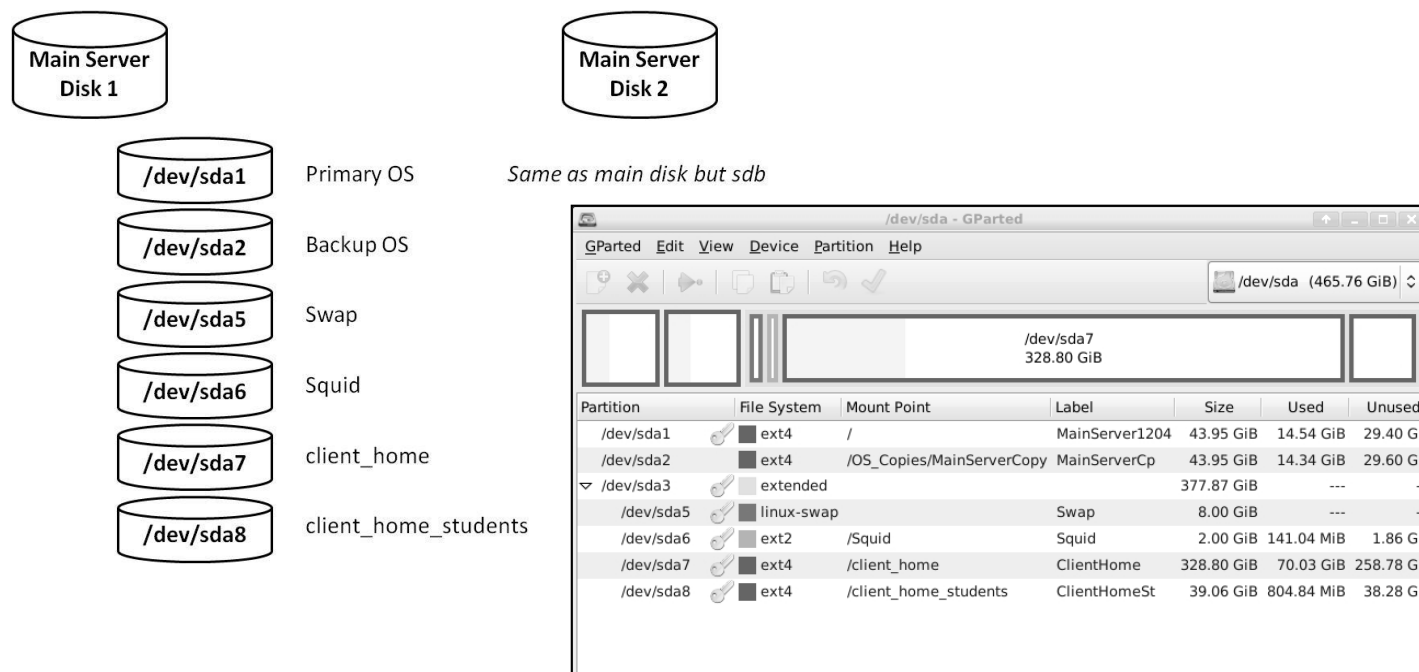 Main Server
Disk 1
Main Server
Disk 2
/dev/sda1 Primary OS Same as main disk but sdb
/dev/sda2 Backup OS
/dev/sda5 Swap
/dev/sda6 Squid
/dev/sda7 client_home
/dev/sda8 client_home_students
/dev/sda - GParted
GParted Edit View Device Partition Help
/dev/sda (465.76 GiB)
/dev/sda7
328.80 GiB
Partition File System Mount Point Label Size Used Unused
/dev/sda1 ext4 / MainServer1204 43.95 GiB 14.54 GiB 29.40 G
/dev/sda2 ext4 /OS_Copies/MainServerCopy MainServerCp 43.95 GiB 14.34 GiB 29.60 G
/dev/sda3 extended 377.87 GiB --- -
/dev/sda5 linux-swap Swap 8.00 GiB --- -
/dev/sda6 ext2 /Squid Squid 2.00 GiB 141.04 MiB 1.86 G
/dev/sda7 ext4 /client_home ClientHome 328.80 GiB 70.03 GiB 258.78 G
/dev/sda8 ext4 /client_home_students ClientHomeSt 39.06 GiB 804.84 MiB 38.28 G